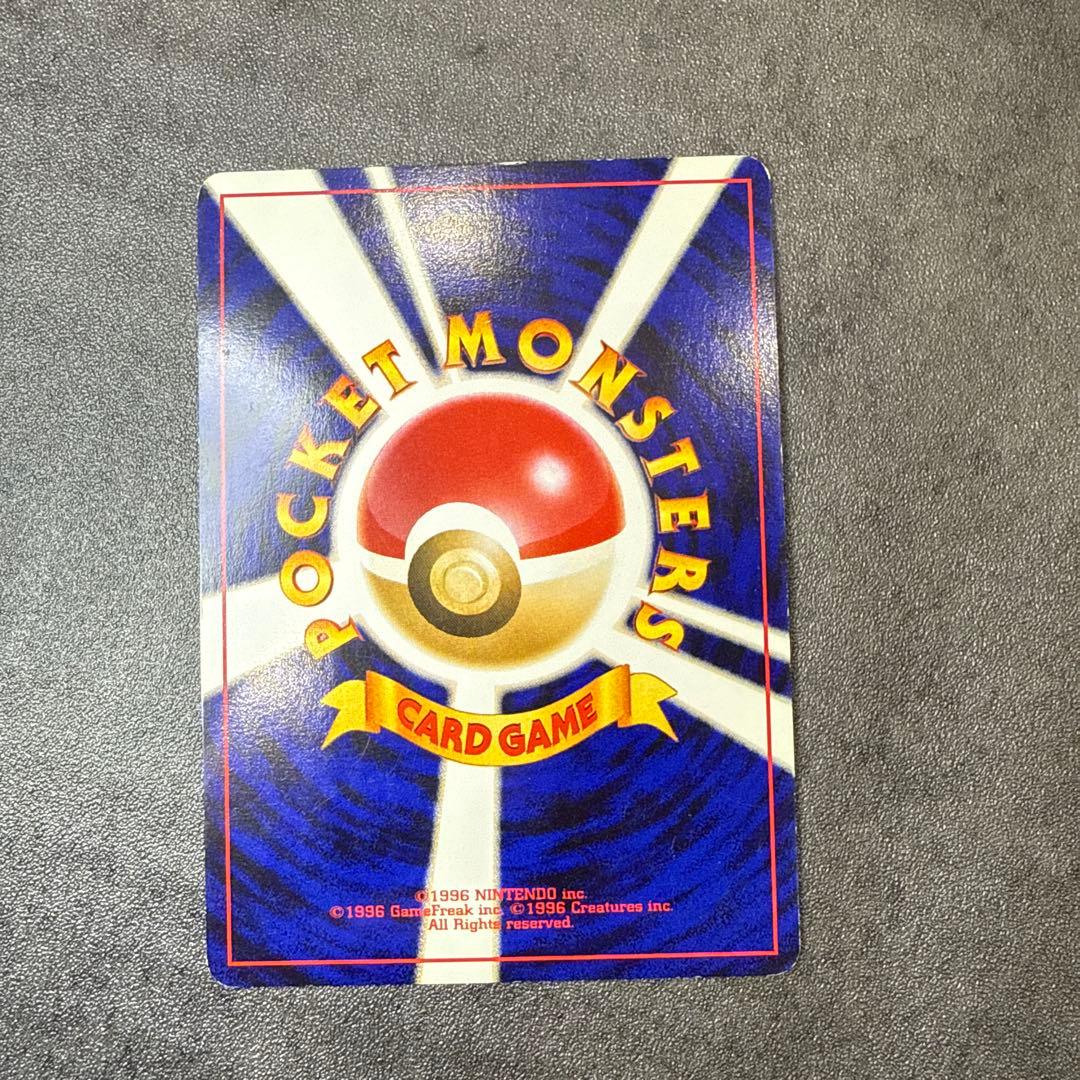 POCKET MONSTERS
CARD GAME
©1996 NINTENDO inc.
©1996 GameFreak inc. ©1996 Creatures inc.
All Rights reserved.